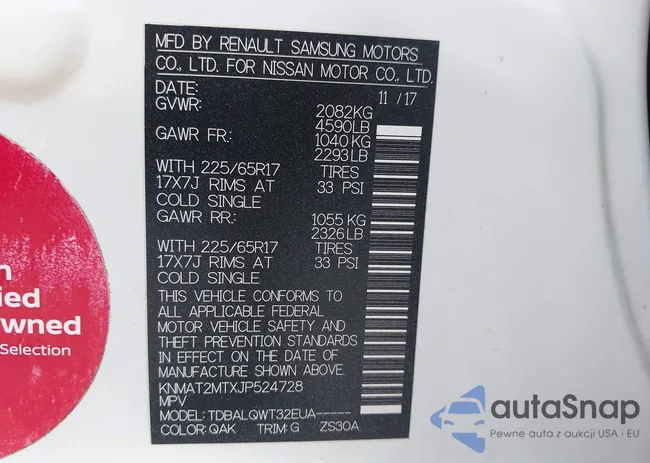 MFD BY RENAULT SAMSUNG MOTORS
CO., LTD. FOR NISSAN MOTOR CO., LTD.
DATE: 11 / 17
GVWR: 2082KG
4590LB
GAWR FR: 1040 KG
2293LB
WITH 225/65R17 TIRES
17X7J RIMS AT 33 PSI
COLD SINGLE
GAWR RR: 1055 KG
2326LB
WITH 225/65R17 TIRES
17X7J RIMS AT 33 PSI
COLD SINGLE
THIS VEHICLE CONFORMS TO
ALL APPLICABLE FEDERAL
MOTOR VEHICLE SAFETY AND
THEFT PREVENTION STANDARDS
IN EFFECT ON THE DATE OF
MANUFACTURE SHOWN ABOVE.
KNMAT2MTXJP524728
MPV
MODEL: TDBALQWT32EUA-----
COLOR: QAK TRIM: G ZS30A
wned
Selection
autoSnap
Pewne auta z aukcji USA i EU